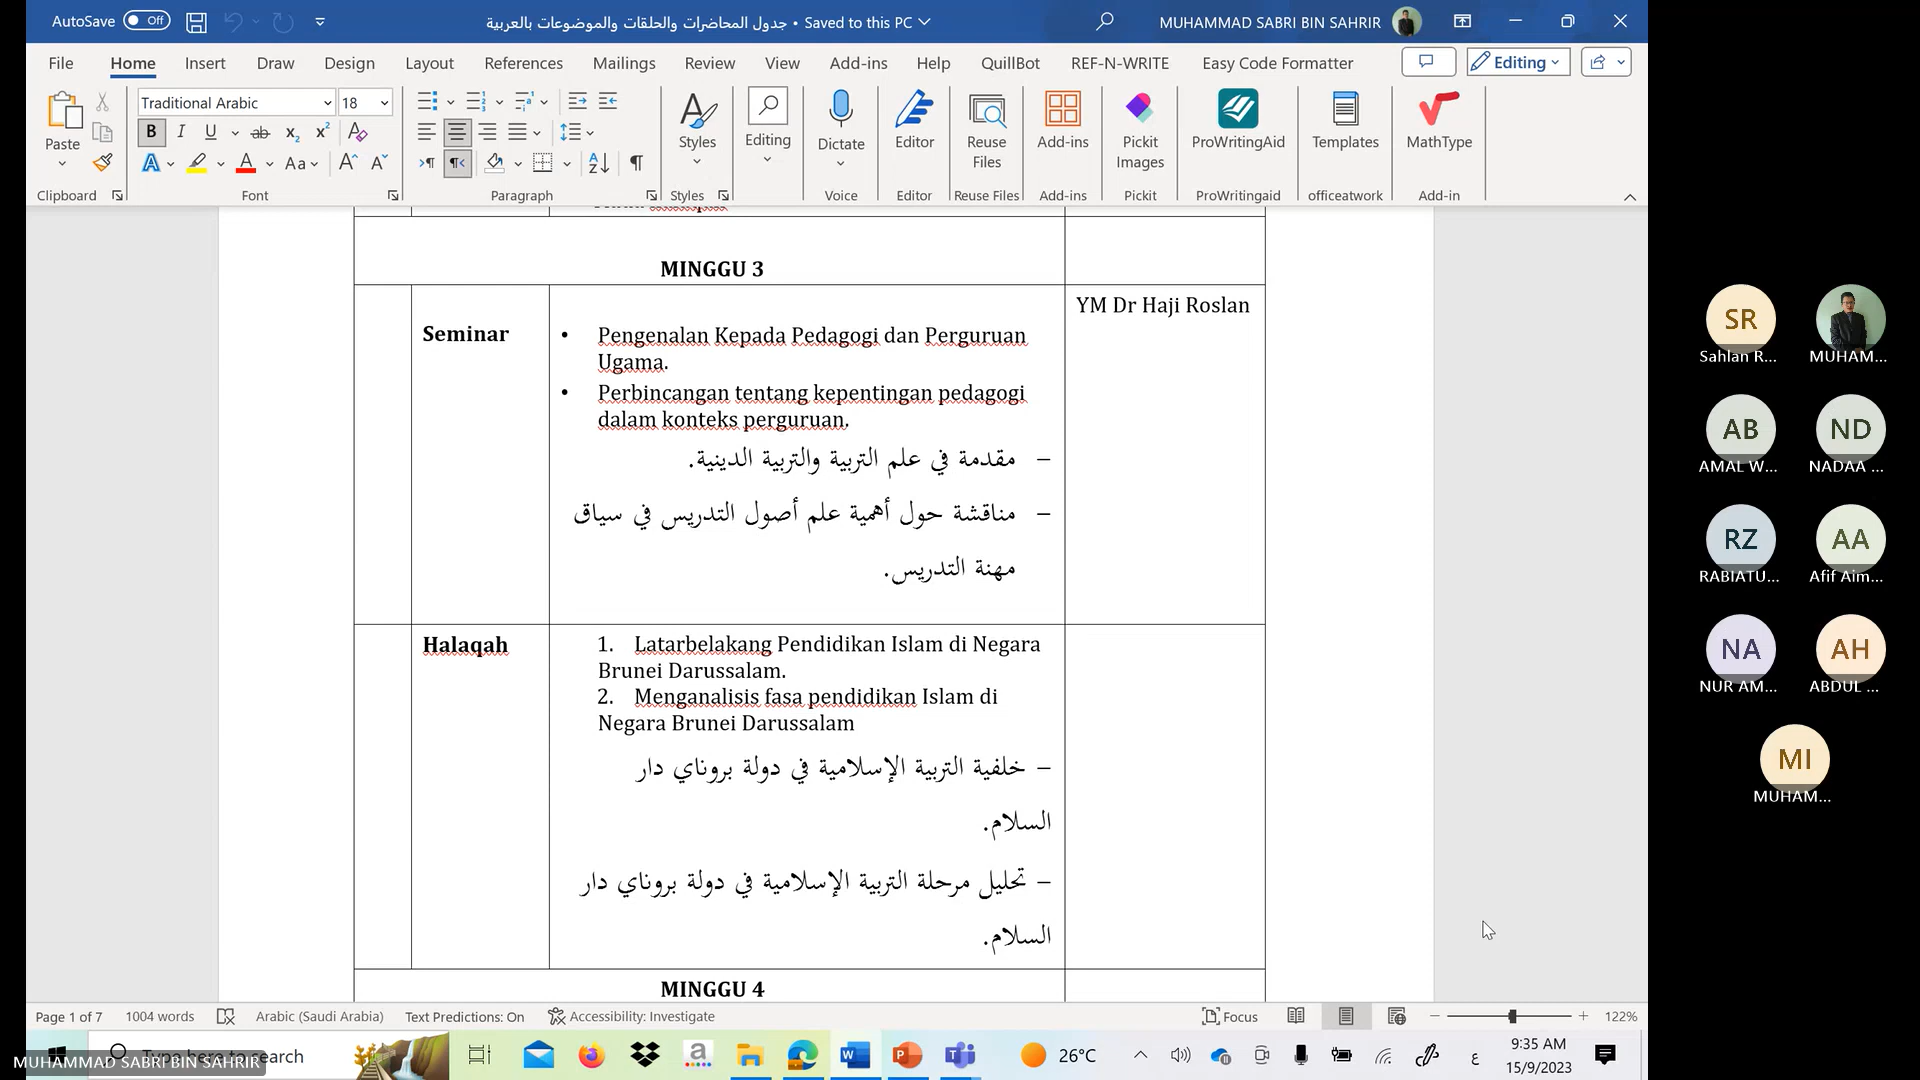 AutoSave Off جدول المحاضرات والحلقات والموضوعات بالعربية • Saved to this PC MUHAMMAD SABRI BIN SAHRIR
File Home Insert Draw Design Layout References Mailings Review View Add-ins Help QuillBot REF-N-WRITE Easy Code Formatter Editing
Paste
Traditional Arabic 18
Styles
Editing
Dictate
Editor
Reuse Files
Add-ins
Pickit Images
ProWritingAid
Templates
MathType
Clipboard Font Paragraph Styles Voice Editor Reuse Files Add-ins Pickit ProWritingaid officeatwork Add-in
MINGGU 3
Seminar
YM Dr Haji Roslan
• Pengenalan Kepada Pedagogi dan Perguruan
Ugama.
• Perbincangan tentang kepentingan pedagogi
dalam konteks perguruan.
– مقدمة في علم التربية والتربية الدينية.
– مناقشة حول أهمية علم أصول التدريس في سياق
مهنة التدريس.
Halaqah
1. Latarbelakang Pendidikan Islam di Negara
Brunei Darussalam.
2. Menganalisis fasa pendidikan Islam di
Negara Brunei Darussalam
– خلفية التربية الإسلامية في دولة بروناي دار
السلام.
– تحليل مرحلة التربية الإسلامية في دولة بروناي دار
السلام.
MINGGU 4
Page 1 of 7 1004 words Arabic (Saudi Arabia) Text Predictions: On Accessibility: Investigate Focus 122%
Type here to search
MUHAMMAD SABRI BIN SAHRIR
26°C
ع
9:35 AM
15/9/2023
SR
Sahlan R...
MUHAM...
AB
AMAL W...
ND
NADAA ...
RZ
RABIATU...
AA
Afif Aim...
NA
NUR AM...
AH
ABDUL ...
MI
MUHAM...